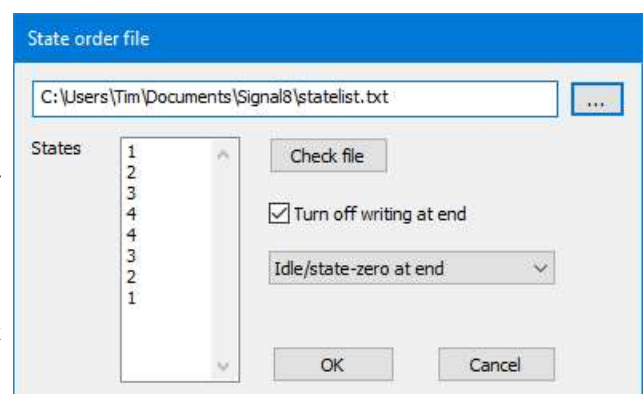 State order file
C:\Users\Tim\Documents\Signal8\statelist.txt
...
States
1
2
3
4
4
3
2
1
Check file
Turn off writing at end
Idle/state-zero at end
OK
Cancel